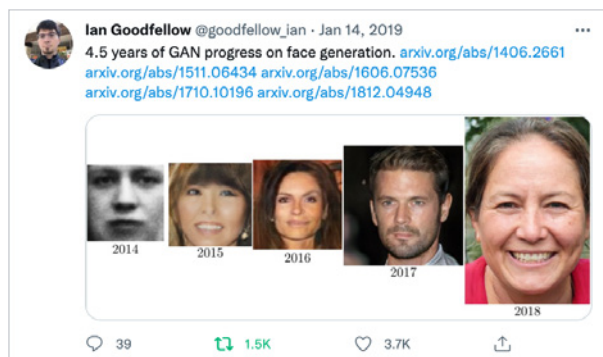 Ian Goodfellow @goodfellow_ian · Jan 14, 2019
4.5 years of GAN progress on face generation. arxiv.org/abs/1406.2661
arxiv.org/abs/1511.06434 arxiv.org/abs/1606.07536
arxiv.org/abs/1710.10196 arxiv.org/abs/1812.04948
2014
2015
2016
2017
2018
39 1.5K 3.7K